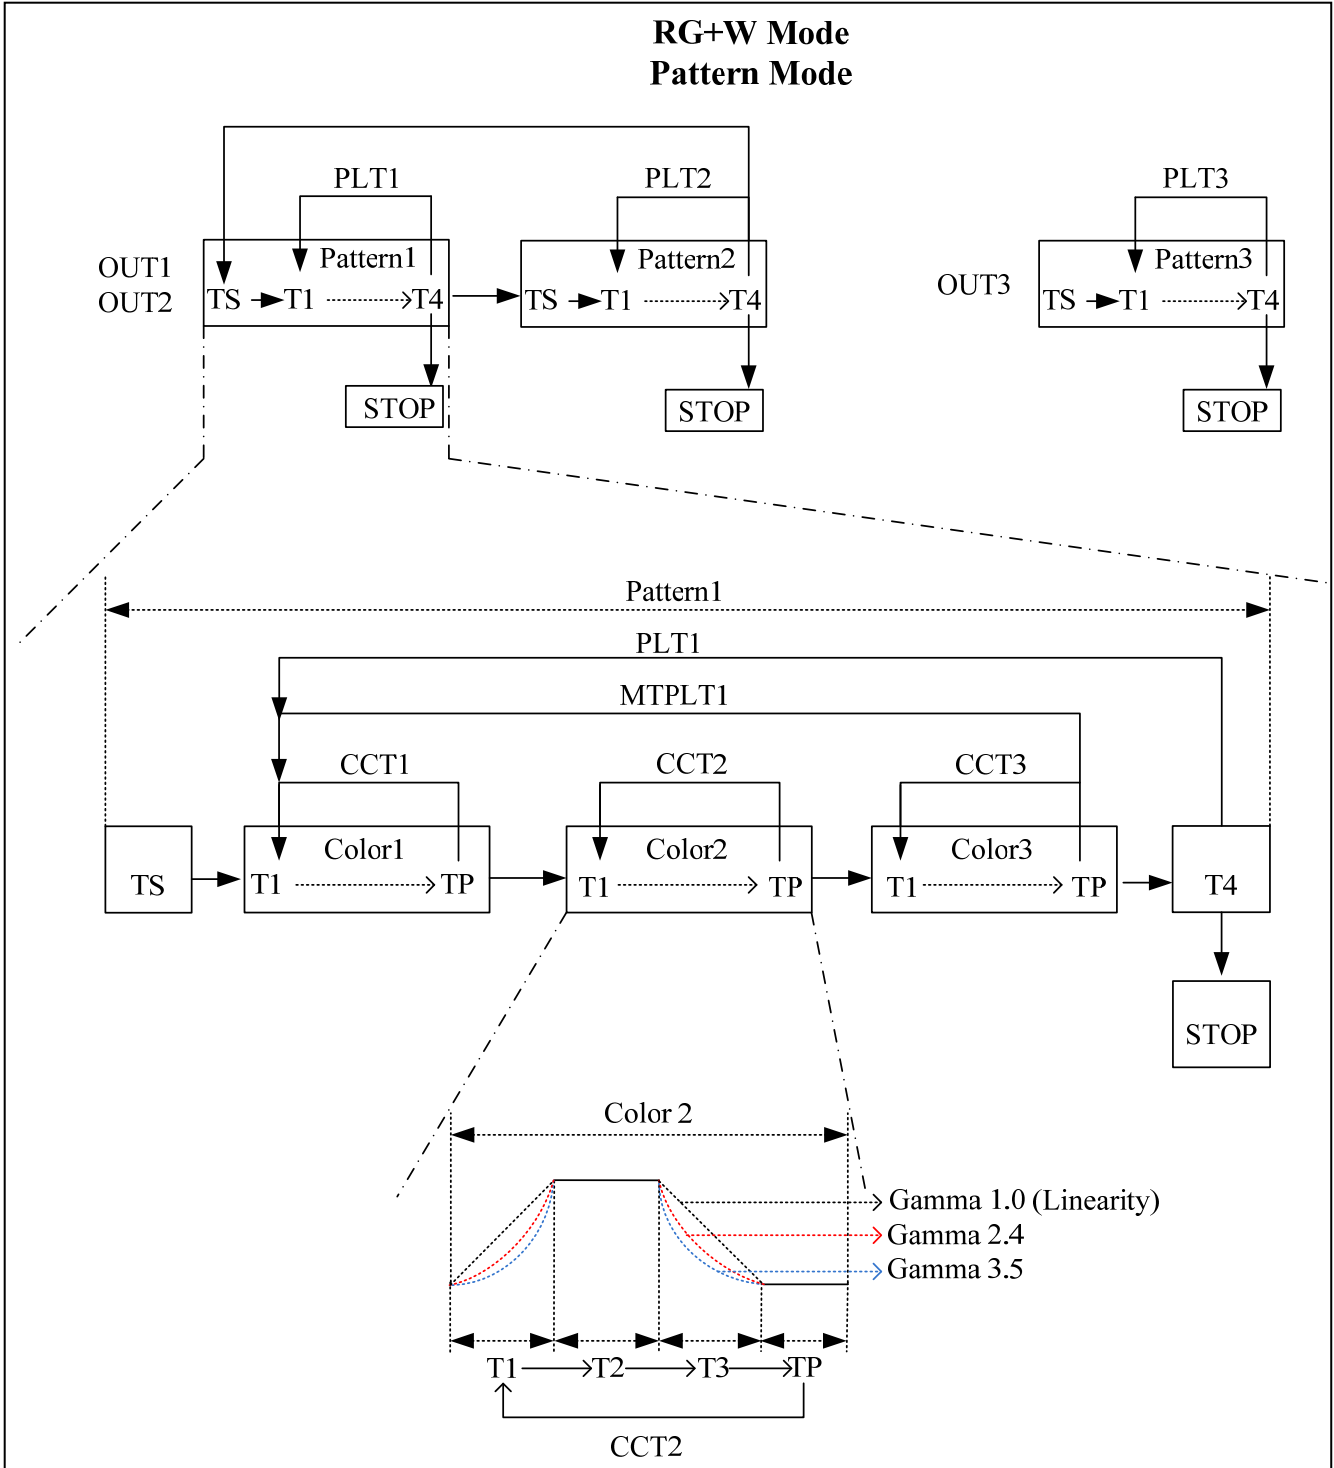 RG+W Mode
Pattern Mode
PLT1
PLT2
PLT3
OUT1
OUT2
Pattern1
TS
T1
T4
Pattern2
TS
T1
T4
OUT3
Pattern3
TS
T1
T4
STOP
STOP
STOP
Pattern1
PLT1
MTPLT1
CCT1
CCT2
CCT3
TS
Color1
T1
TP
Color2
T1
TP
Color3
T1
TP
T4
STOP
Color 2
Gamma 1.0 (Linearity)
Gamma 2.4
Gamma 3.5
T1
T2
T3
TP
CCT2